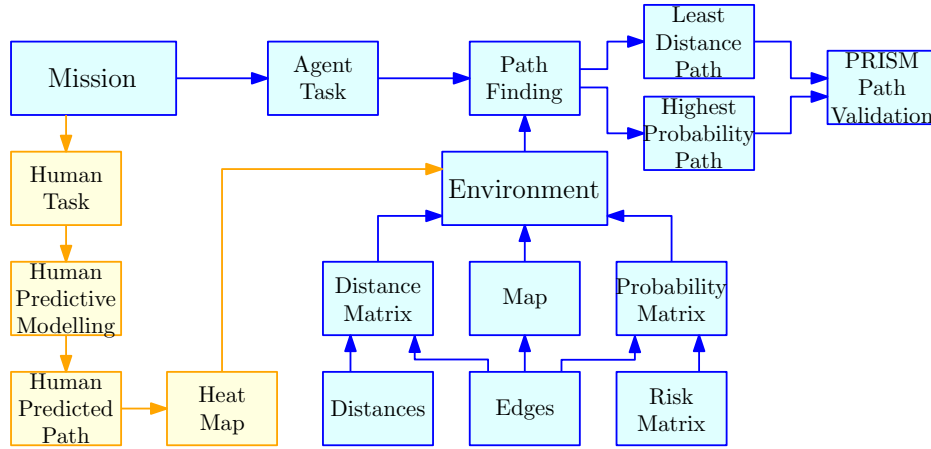 Mission
Agent
Task
Path
Finding
Least
Distance
Path
Highest
Probability
Path
PRISM
Path
Validation
Human
Task
Environment
Human
Predictive
Modelling
Distance
Matrix
Map
Probability
Matrix
Human
Predicted
Path
Heat
Map
Distances
Edges
Risk
Matrix